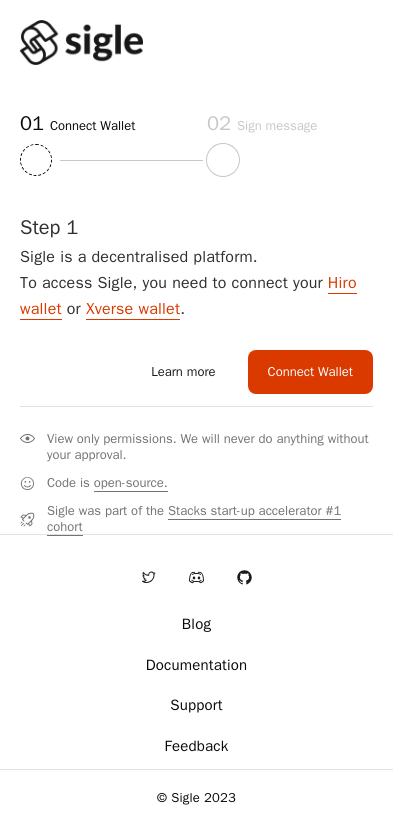 sigle
01 Connect Wallet
02 Sign message
Step 1
Sigle is a decentralised platform.
To access Sigle, you need to connect your Hiro
wallet or Xverse wallet.
Learn more
Connect Wallet
View only permissions. We will never do anything without
your approval.
Code is open-source.
Sigle was part of the Stacks start-up accelerator #1
cohort
Blog
Documentation
Support
Feedback
© Sigle 2023